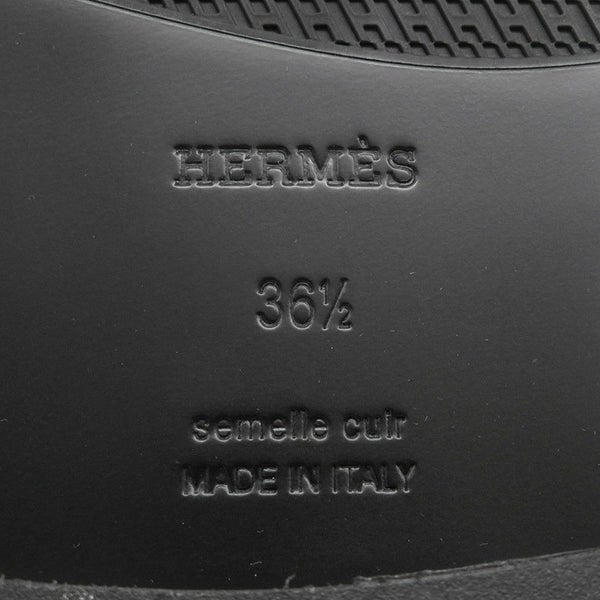 HERMÈS
36½
semelle cuir
MADE IN ITALY